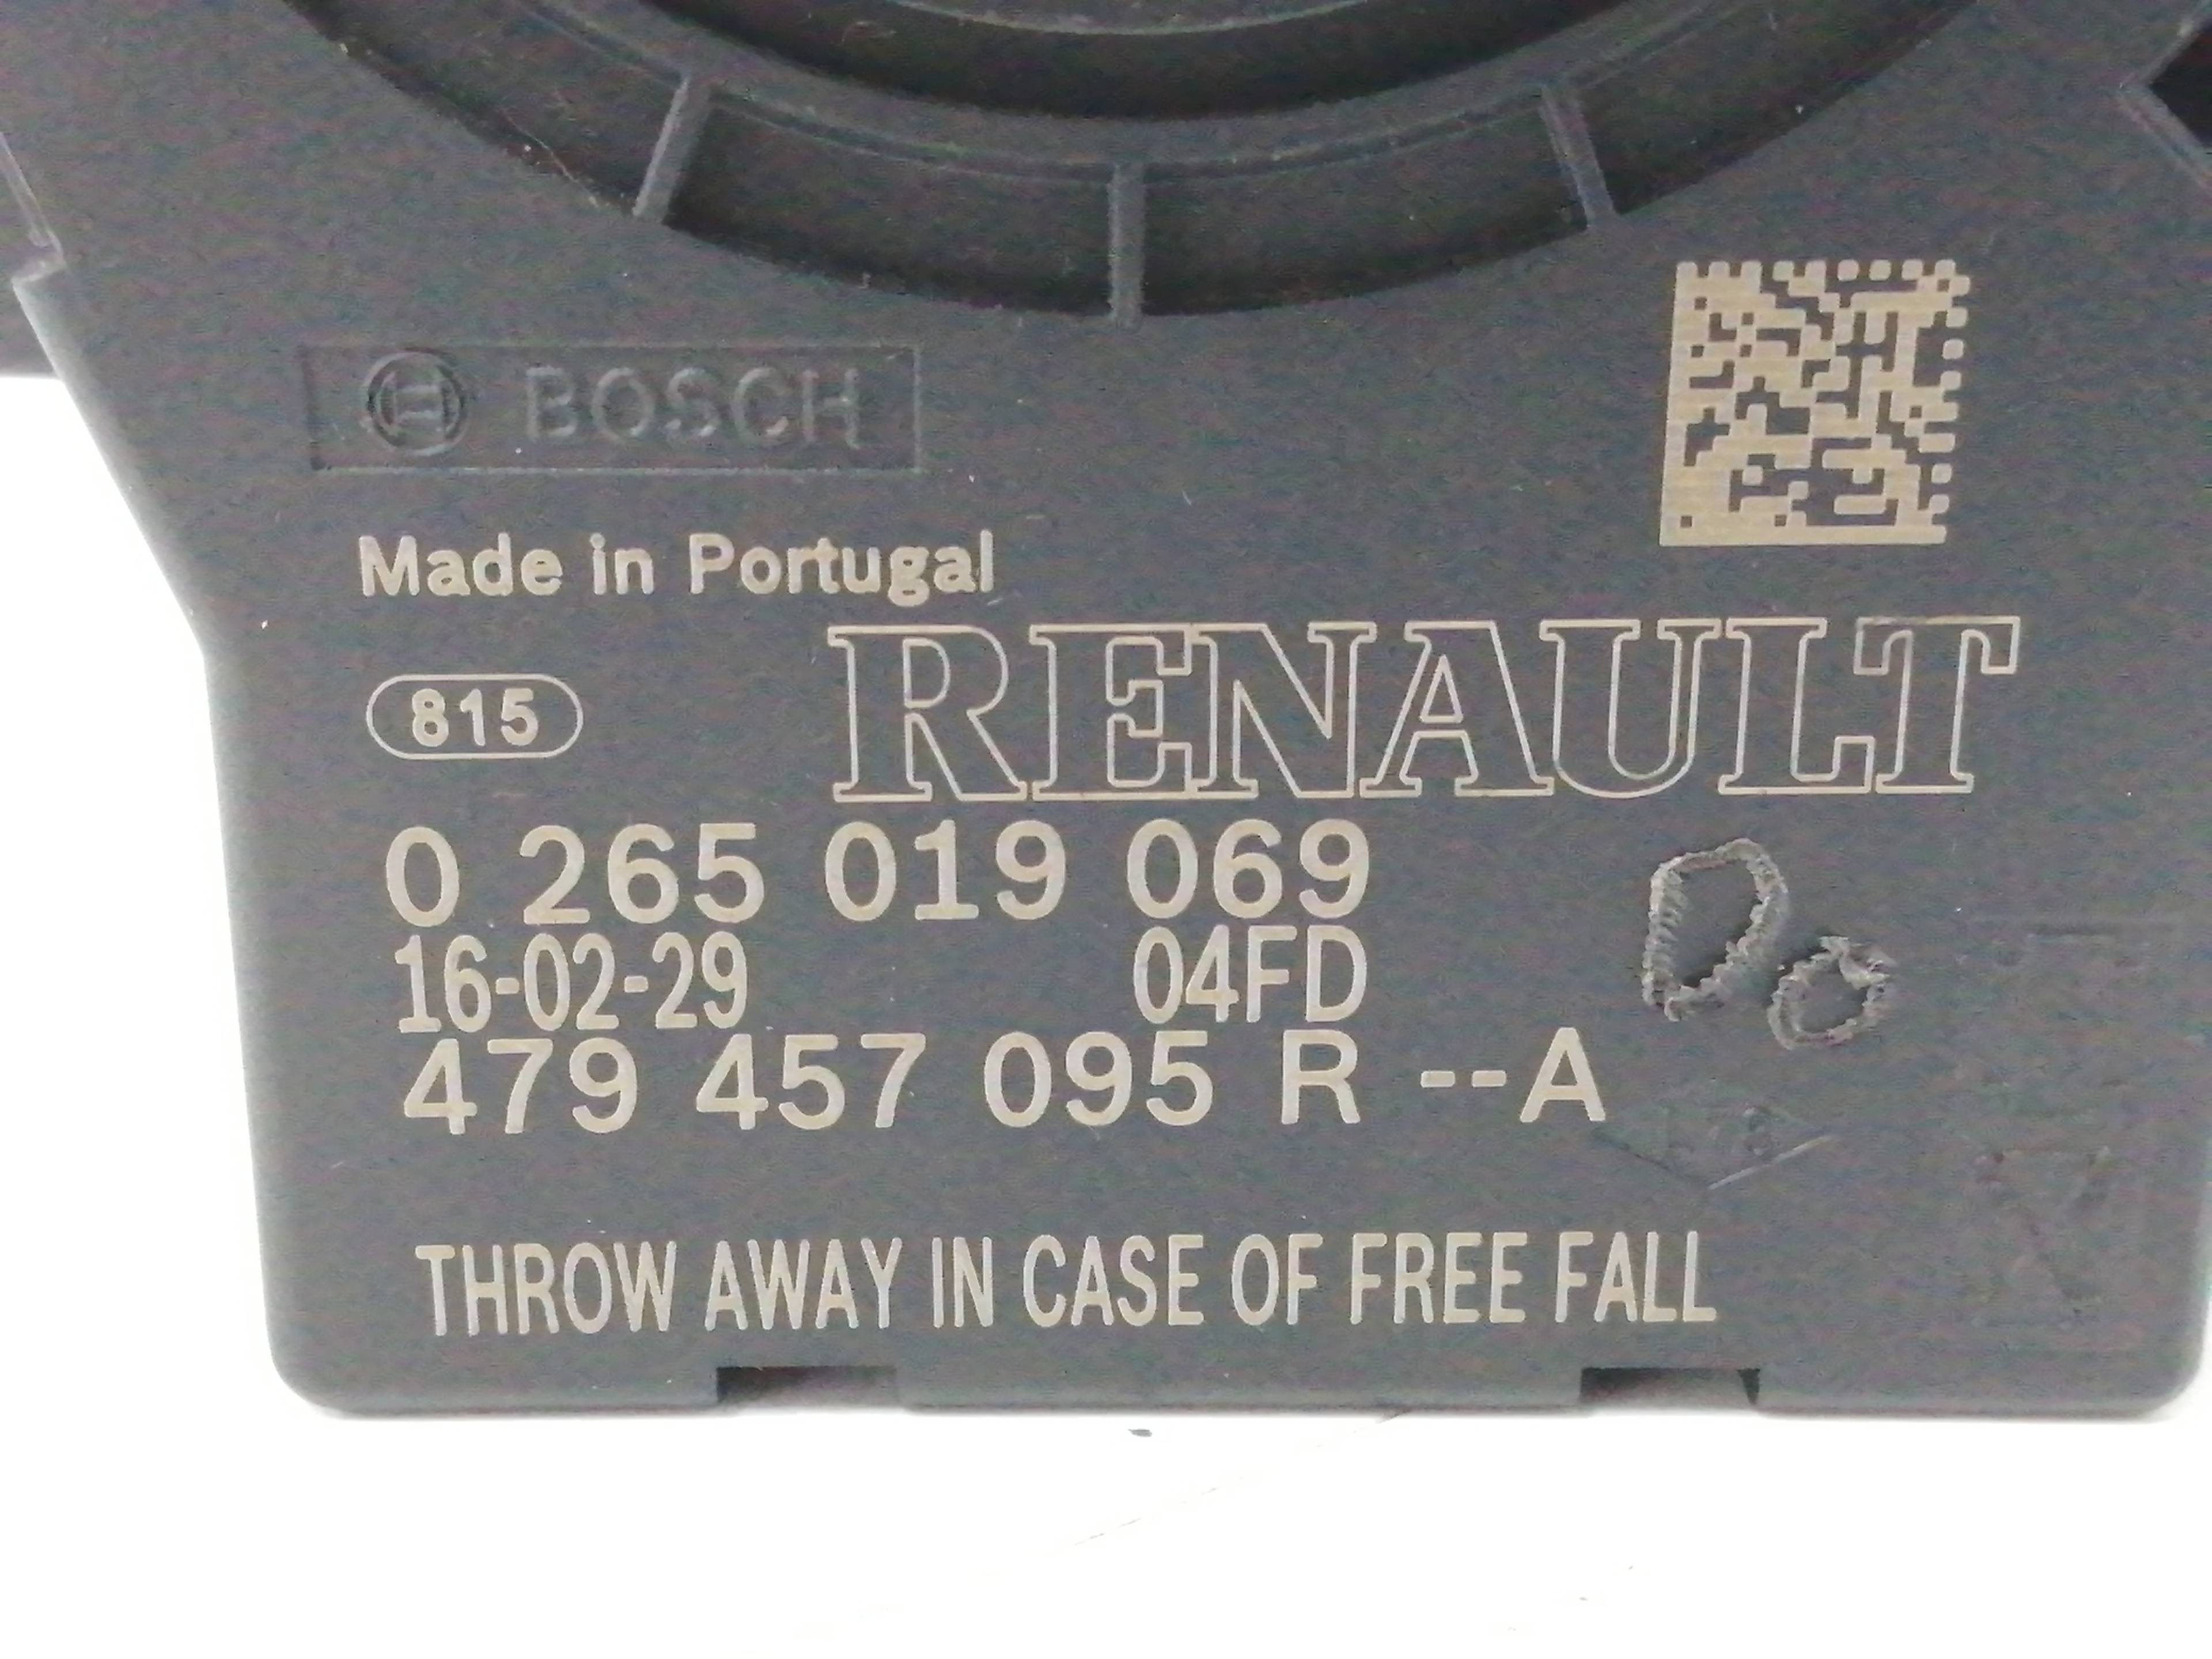 BOSCH
Made in Portugal
815
RENAULT
0 265 019 069
16-02-29 04FD
479 457 095 R --A
THROW AWAY IN CASE OF FREE FALL